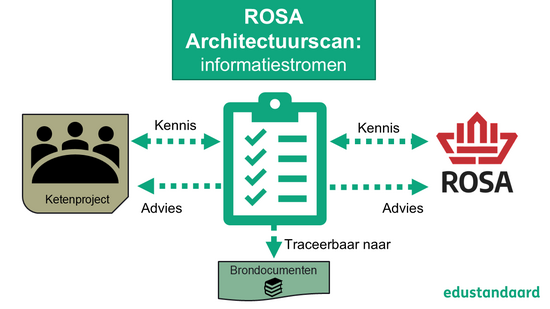 ROSA
Architectuurscan:
informatiestromen
Kennis
Kennis
Ketenproject
ROSA
Advies
Advies
Traceerbaar naar
Brondocumenten
edustandaard